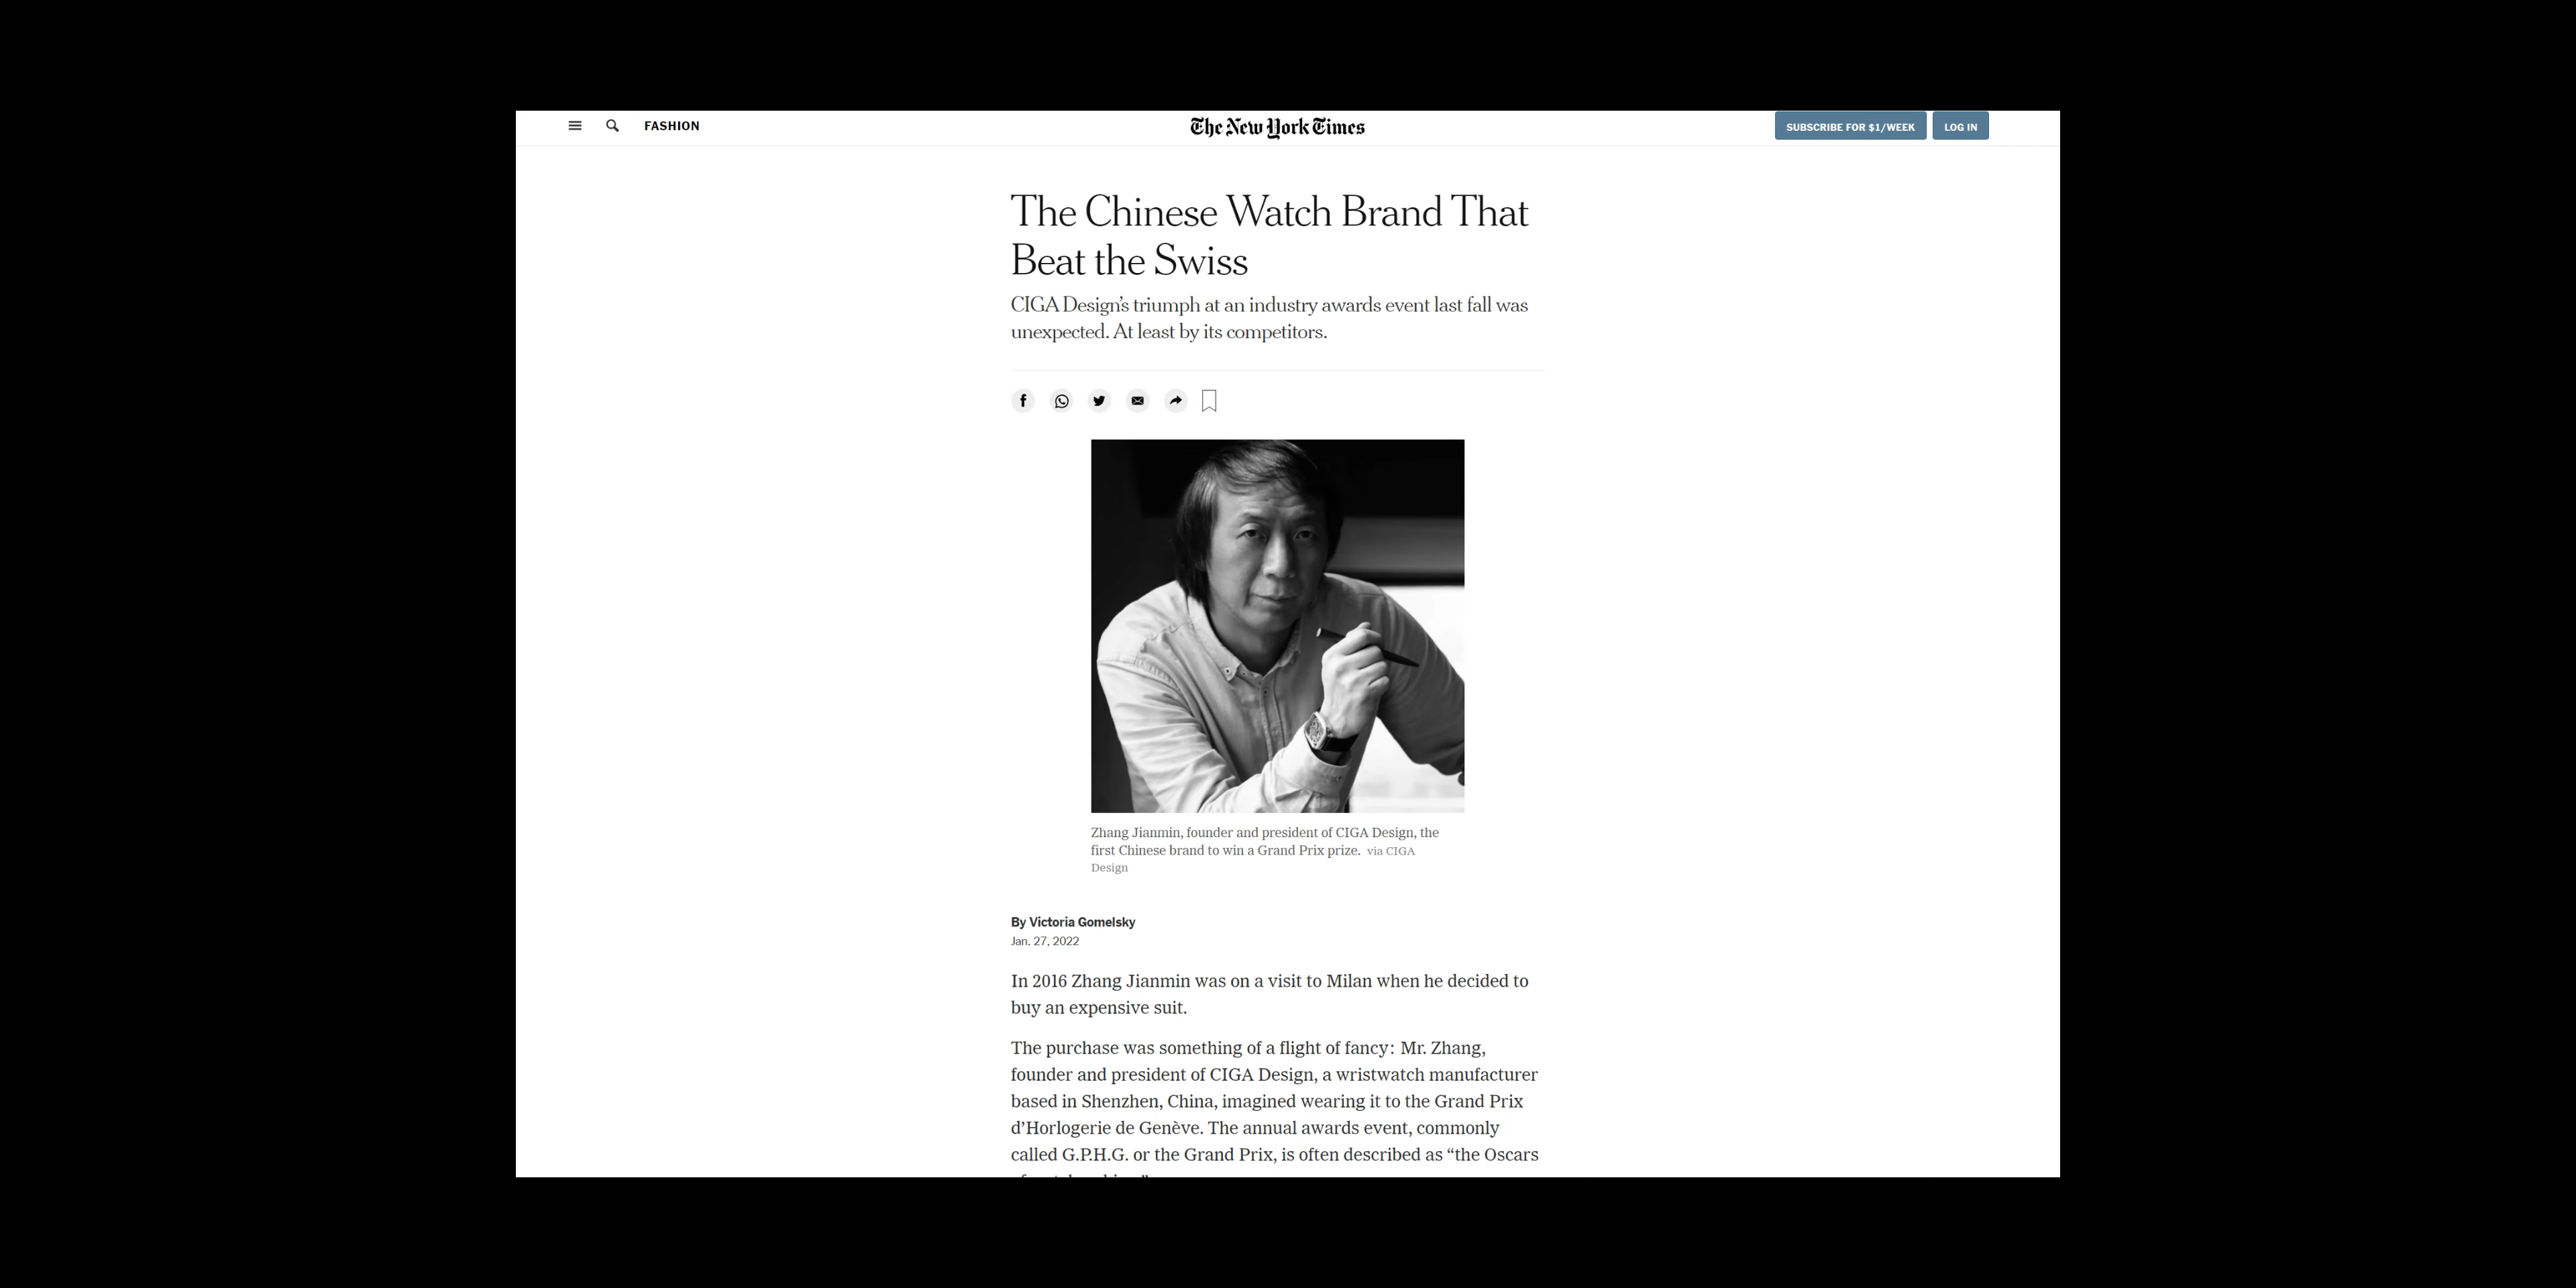 FASHION
The New York Times
SUBSCRIBE FOR $1/WEEK
LOG IN
The Chinese Watch Brand That
Beat the Swiss
CIGA Design’s triumph at an industry awards event last fall was
unexpected. At least by its competitors.
Zhang Jianmin, founder and president of CIGA Design, the
first Chinese brand to win a Grand Prix prize. via CIGA
Design
By Victoria Gomelsky
Jan. 27, 2022
In 2016 Zhang Jianmin was on a visit to Milan when he decided to
buy an expensive suit.
The purchase was something of a flight of fancy: Mr. Zhang,
founder and president of CIGA Design, a wristwatch manufacturer
based in Shenzhen, China, imagined wearing it to the Grand Prix
d’Horlogerie de Genève. The annual awards event, commonly
called G.P.H.G. or the Grand Prix, is often described as “the Oscars